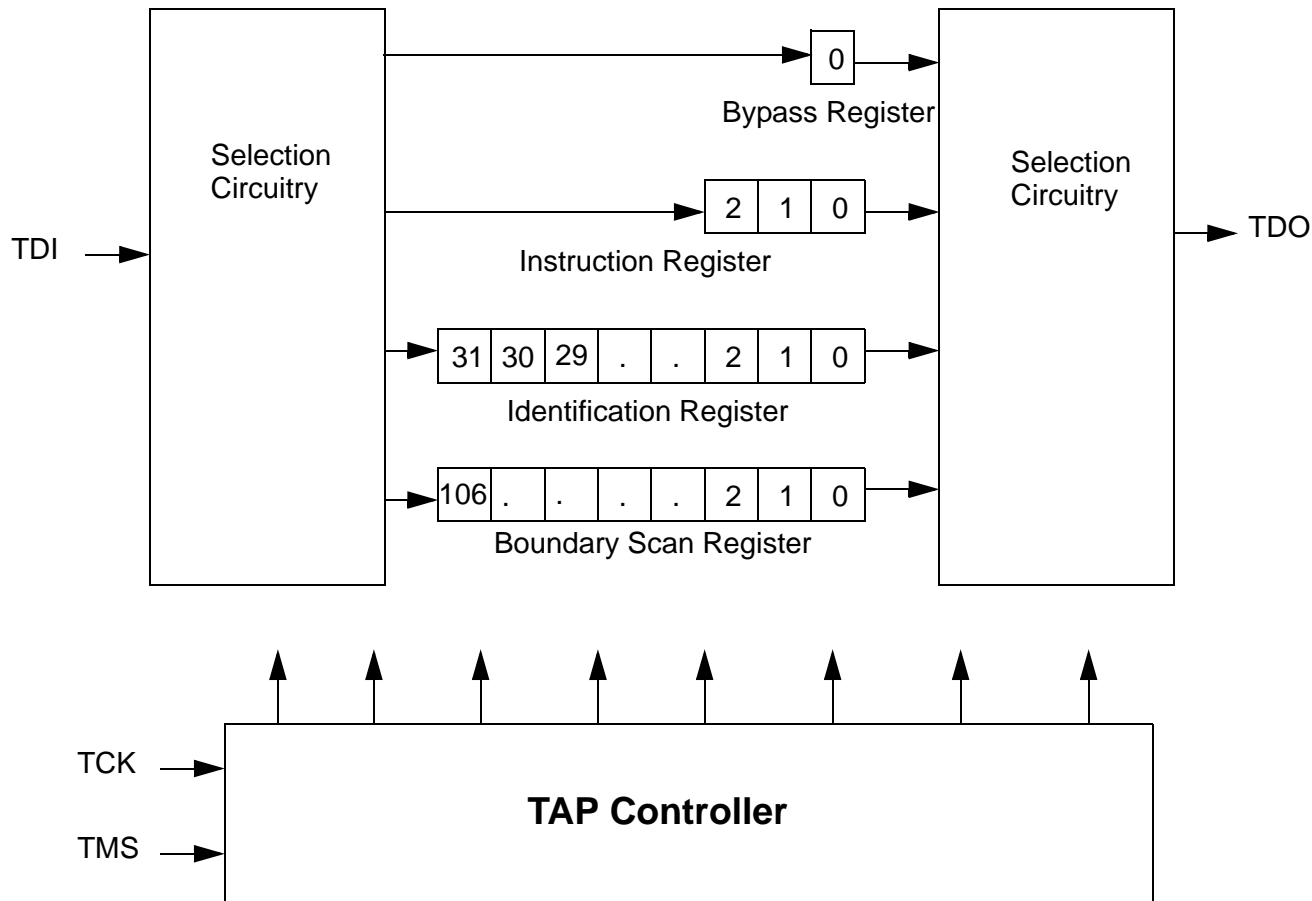 0
Bypass Register
Selection
Circuitry
Selection
Circuitry
2 1 0
TDI
TDO
Instruction Register
31 30 29 . . 2 1 0
Identification Register
106 . . . . 2 1 0
Boundary Scan Register
TCK
TAP Controller
TMS